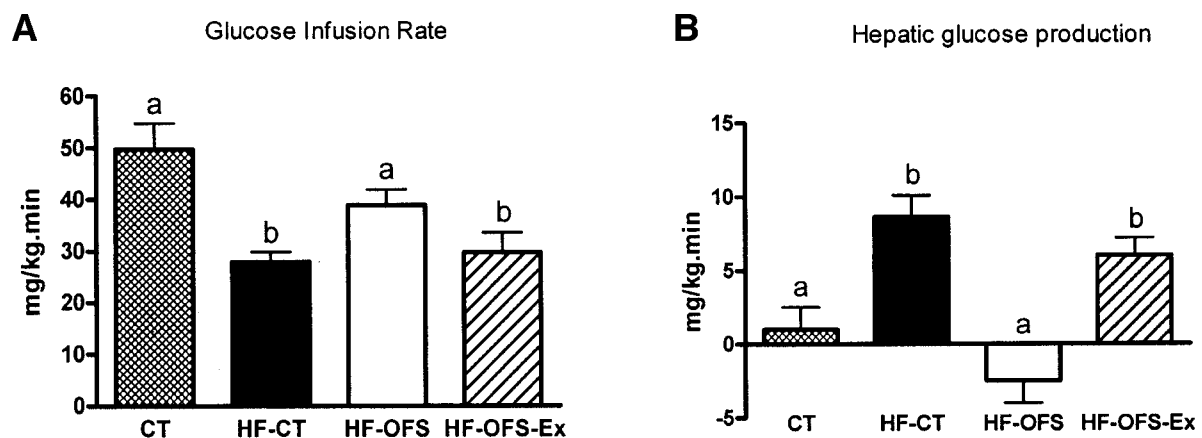 A
Glucose Infusion Rate
mg/kg.min
60
50
40
30
20
10
0
a
b
a
b
CT HF-CT HF-OFS HF-OFS-Ex
B
Hepatic glucose production
mg/kg.min
15
10
5
0
-5
a
b
a
b
CT HF-CT HF-OFS HF-OFS-Ex